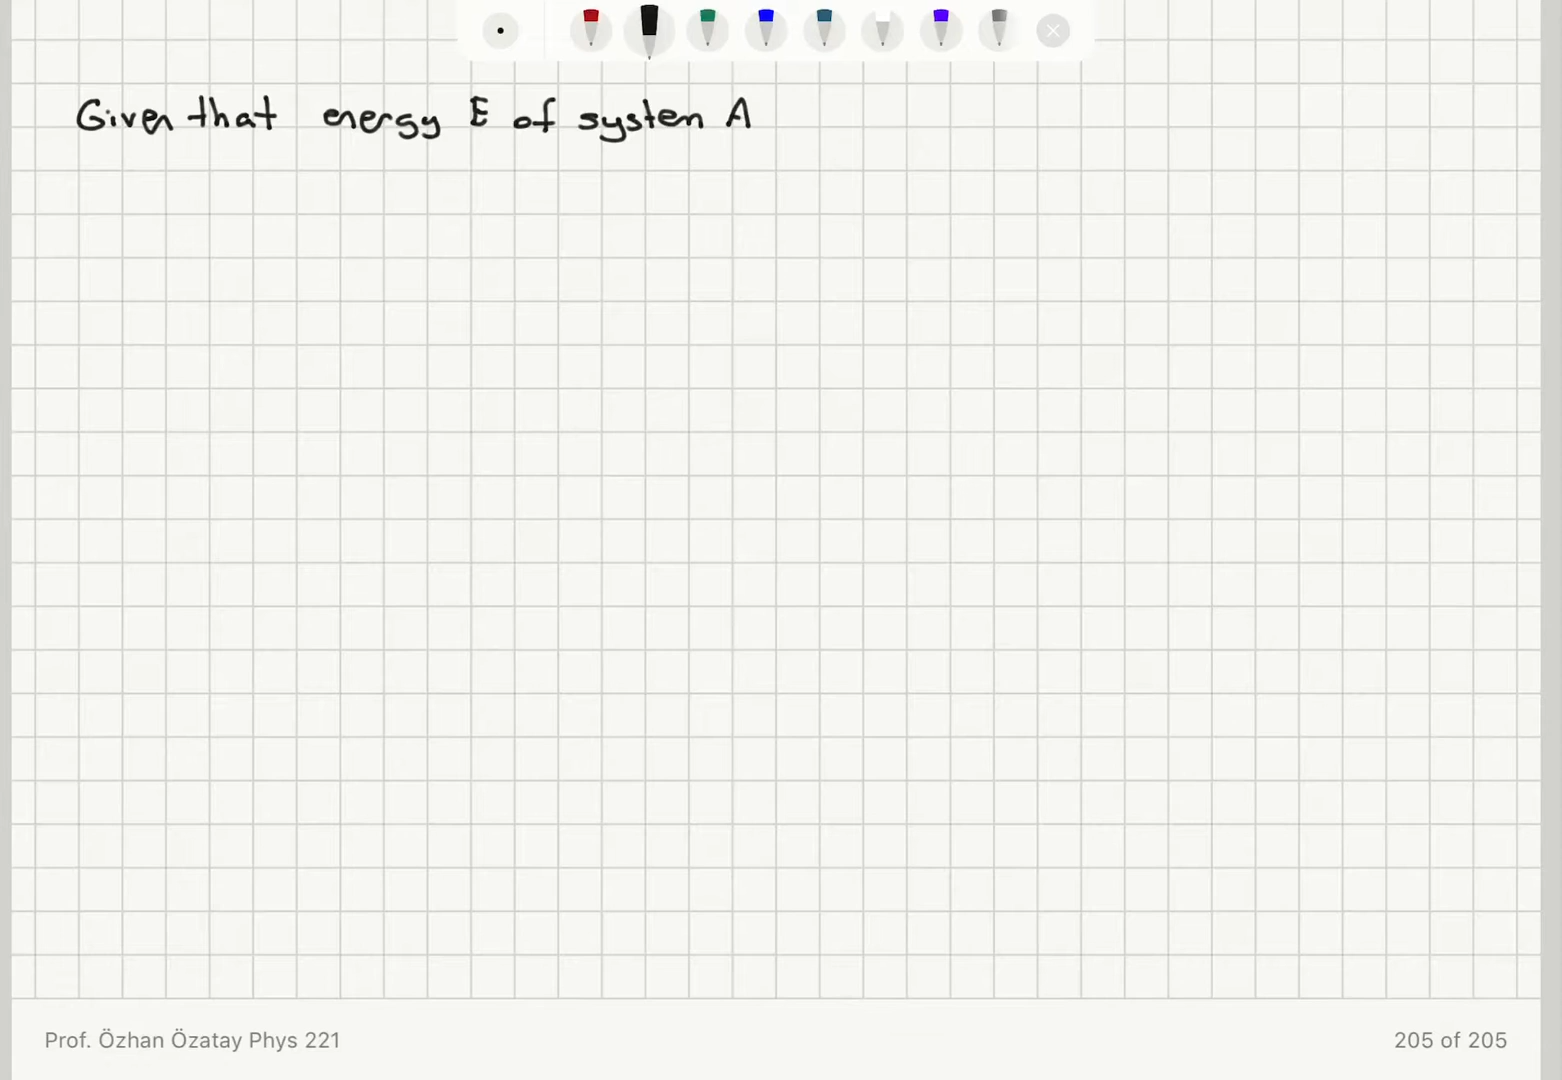 Given that energy E of system A
Prof. Özhan Özatay Phys 221
205 of 205